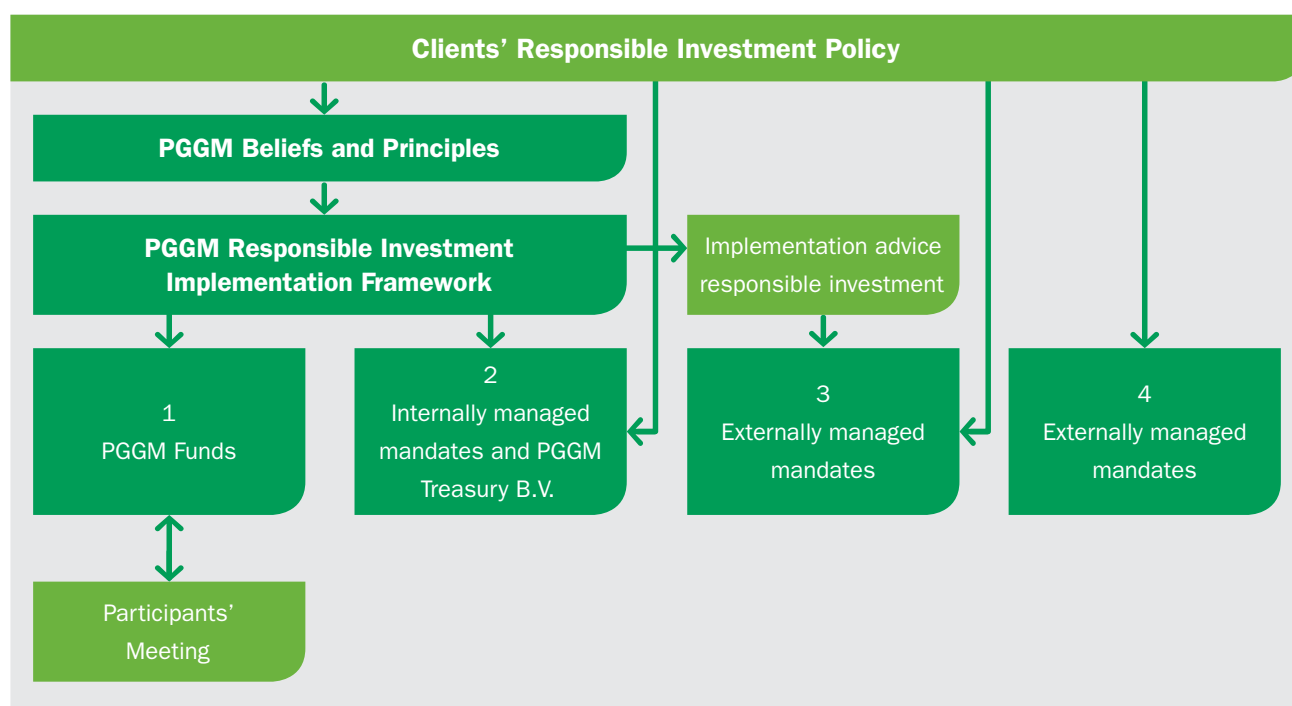 Clients’ Responsible Investment Policy
PGGM Beliefs and Principles
PGGM Responsible Investment
Implementation Framework
Implementation advice
responsible investment
1
PGGM Funds
2
Internally managed
mandates and PGGM
Treasury B.V.
3
Externally managed
mandates
4
Externally managed
mandates
Participants’
Meeting